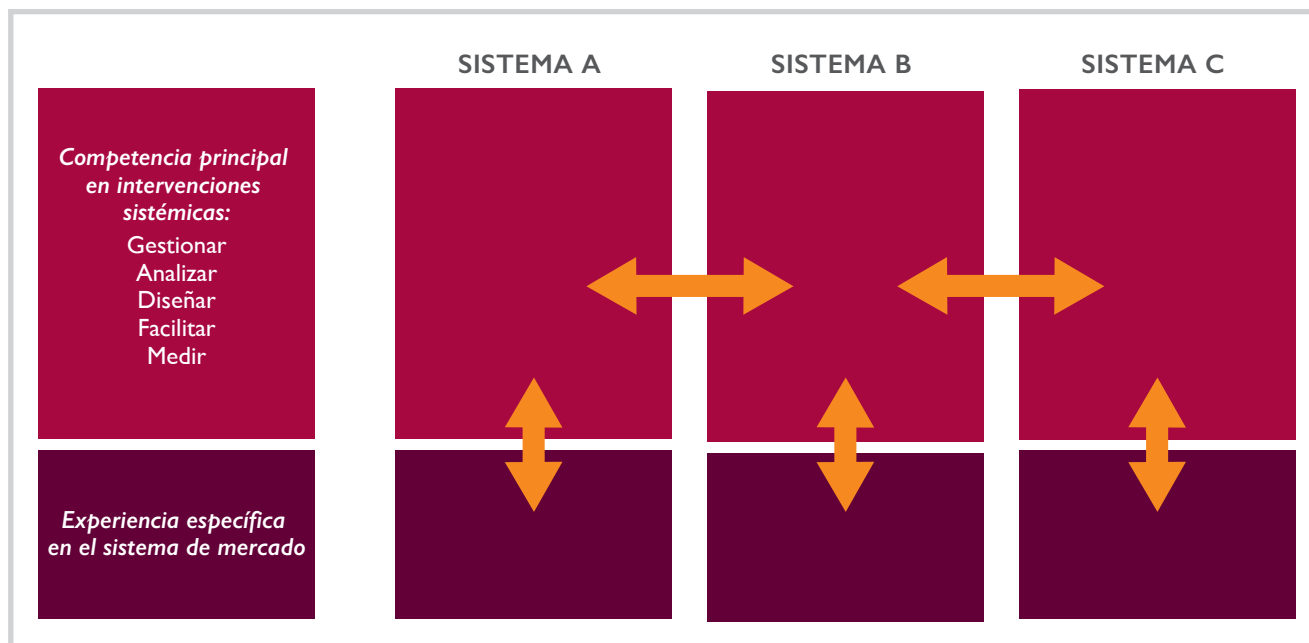 SISTEMA A
SISTEMA B
SISTEMA C
Competencia principal
en intervenciones
sistémicas:
Gestionar
Analizar
Diseñar
Facilitar
Medir
Experiencia específica
en el sistema de mercado